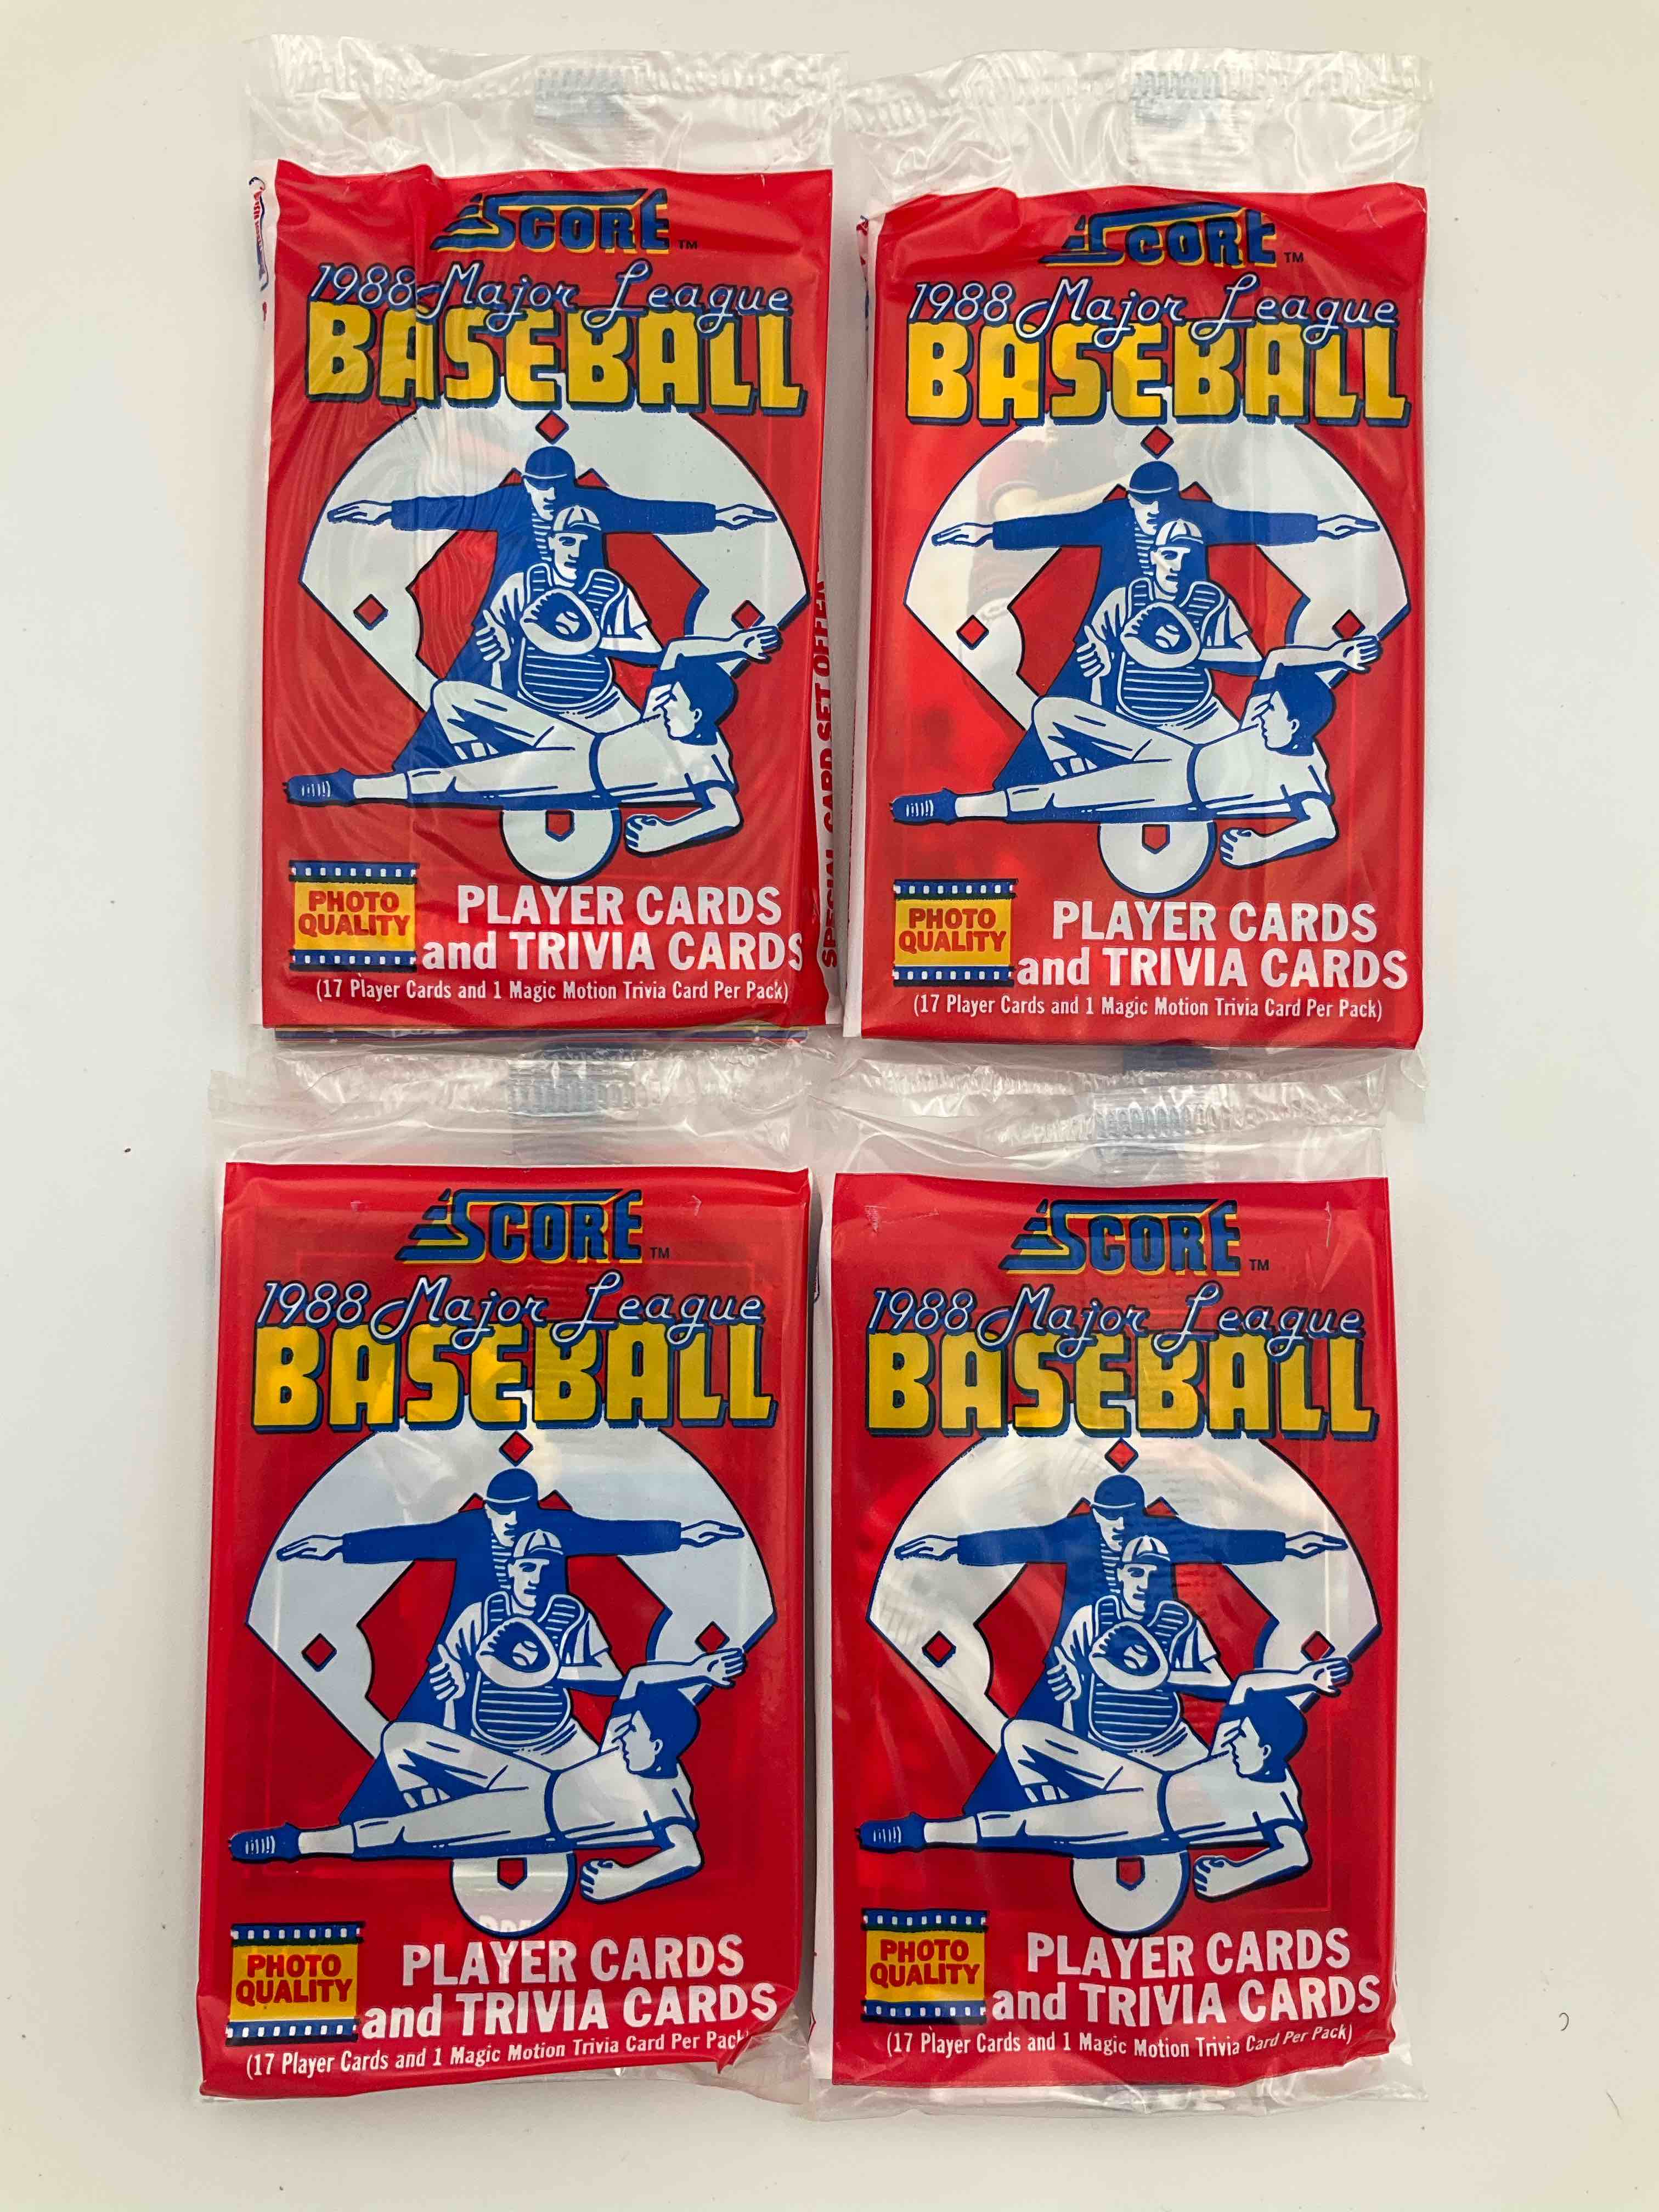 SCORE™
1988 Major League
BASEBALL
PHOTO
QUALITY
PLAYER CARDS
and TRIVIA CARDS
(17 Player Cards and 1 Magic Motion Trivia Card Per Pack)
SPECIAL CARD SET OFFER
SCORE™
1988 Major League
BASEBALL
PHOTO
QUALITY
PLAYER CARDS
and TRIVIA CARDS
(17 Player Cards and 1 Magic Motion Trivia Card Per Pack)
SCORE™
1988 Major League
BASEBALL
PHOTO
QUALITY
PLAYER CARDS
and TRIVIA CARDS
(17 Player Cards and 1 Magic Motion Trivia Card Per Pack)
SCORE™
1988 Major League
BASEBALL
PHOTO
QUALITY
PLAYER CARDS
and TRIVIA CARDS
(17 Player Cards and 1 Magic Motion Trivia Card Per Pack)